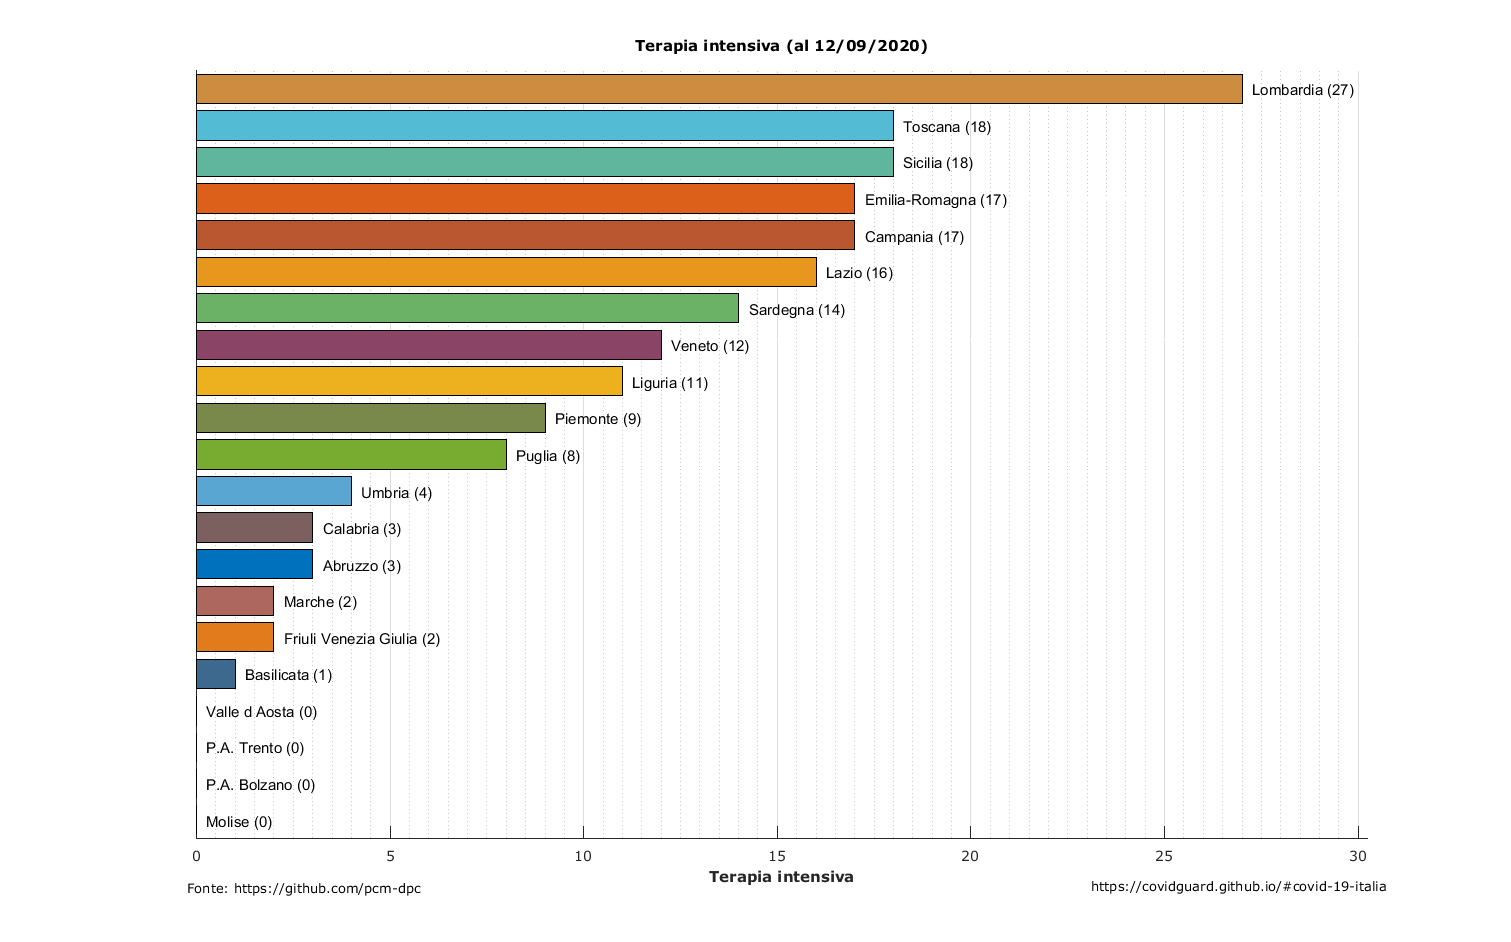 Terapia intensiva (al 12/09/2020)
Lombardia (27)
Toscana (18)
Sicilia (18)
Emilia-Romagna (17)
Campania (17)
Lazio (16)
Sardegna (14)
Veneto (12)
Liguria (11)
Piemonte (9)
Puglia (8)
Umbria (4)
Calabria (3)
Abruzzo (3)
Marche (2)
Friuli Venezia Giulia (2)
Basilicata (1)
Valle d Aosta (0)
P.A. Trento (0)
P.A. Bolzano (0)
Molise (0)
0 5 10 15 20 25 30
Terapia intensiva
Fonte: https://github.com/pcm-dpc
https://covidguard.github.io/#covid-19-italia